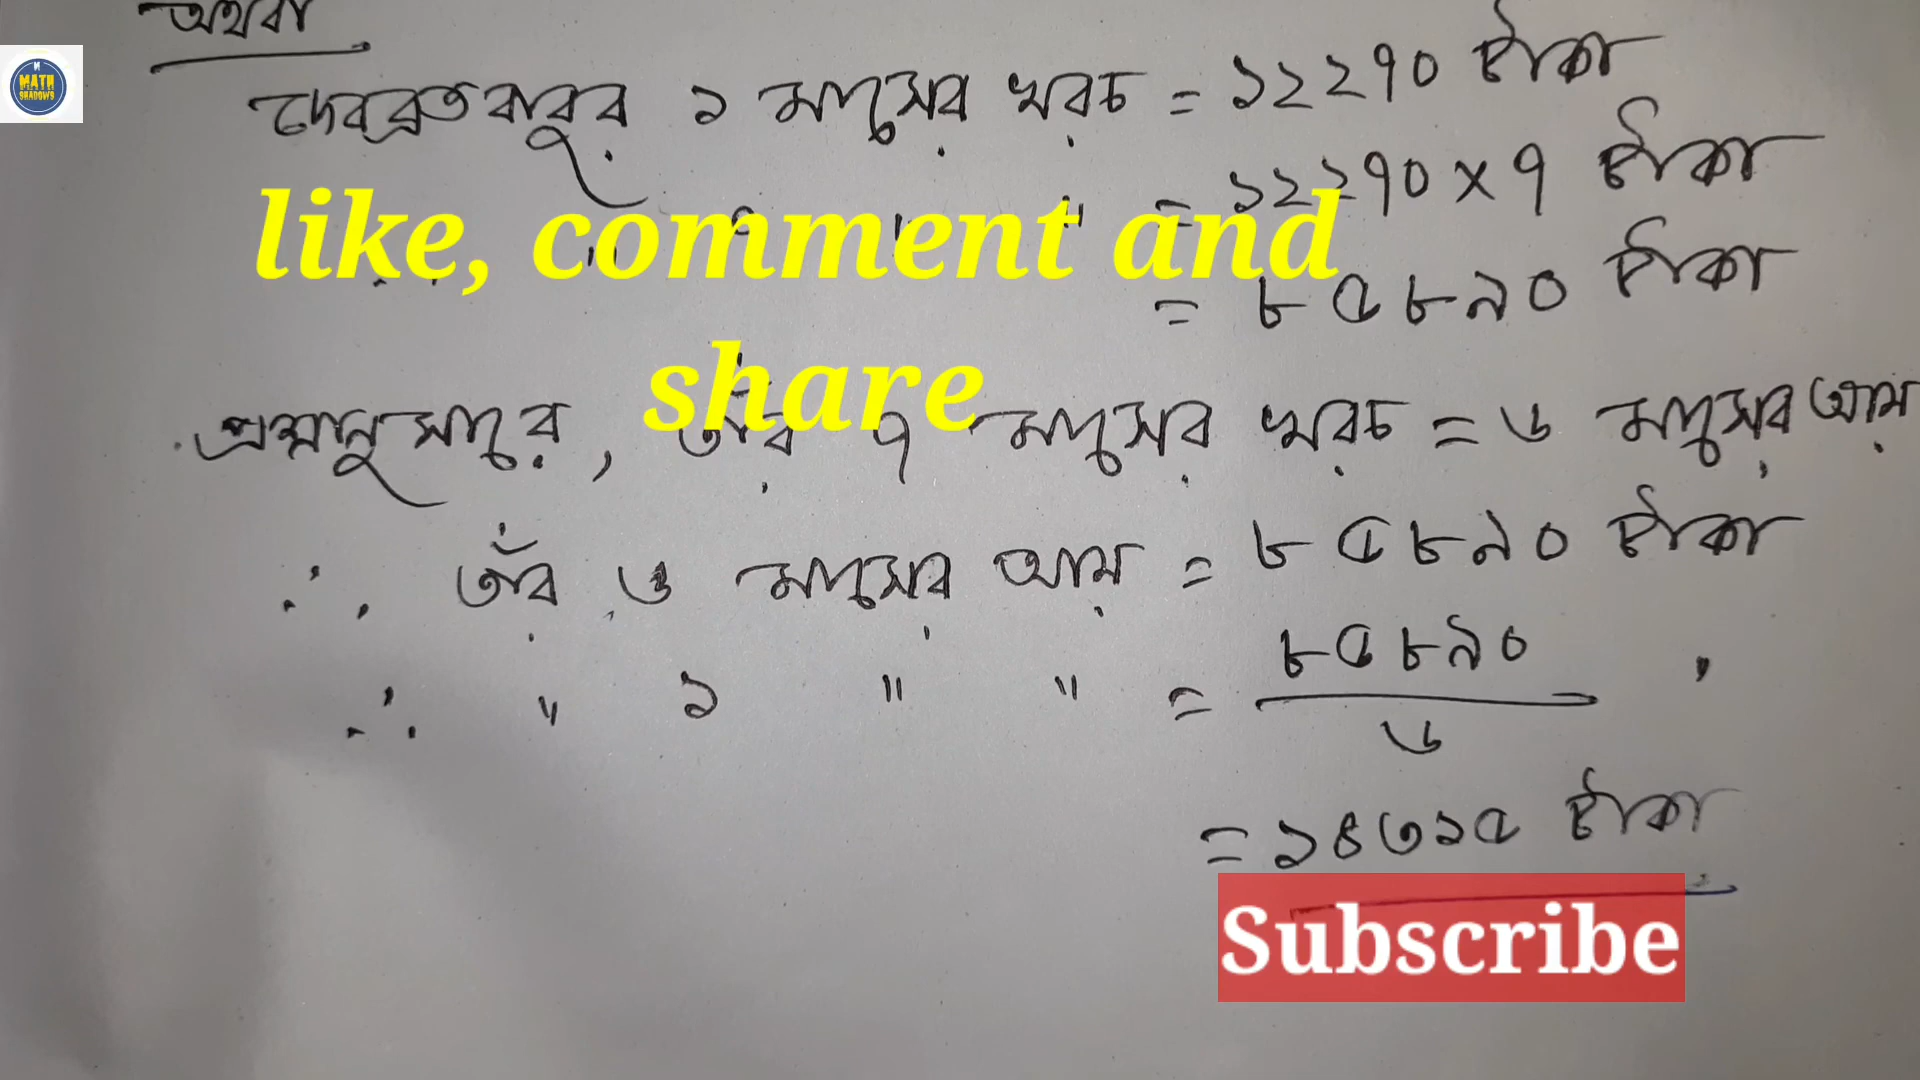 অথবা
MATH
SHADOWS
দেবব্রতবাবুর ১ মাসের খরচ = ১২২৭০ টাকা
= ১২২৭০ × ৭ টাকা
like, comment and
share
" " " = ৮৫৮৯০ টাকা
প্রশ্নানুসারে, তাঁর ৭ মাসের খরচ = ৬ মাসের আয়
∴ তাঁর ৬ মাসের আয় = ৮৫৮৯০ টাকা
∴ " ১ " " = ৮৫৮৯০ "
৬
= ১৪৩১৫ টাকা
Subscribe